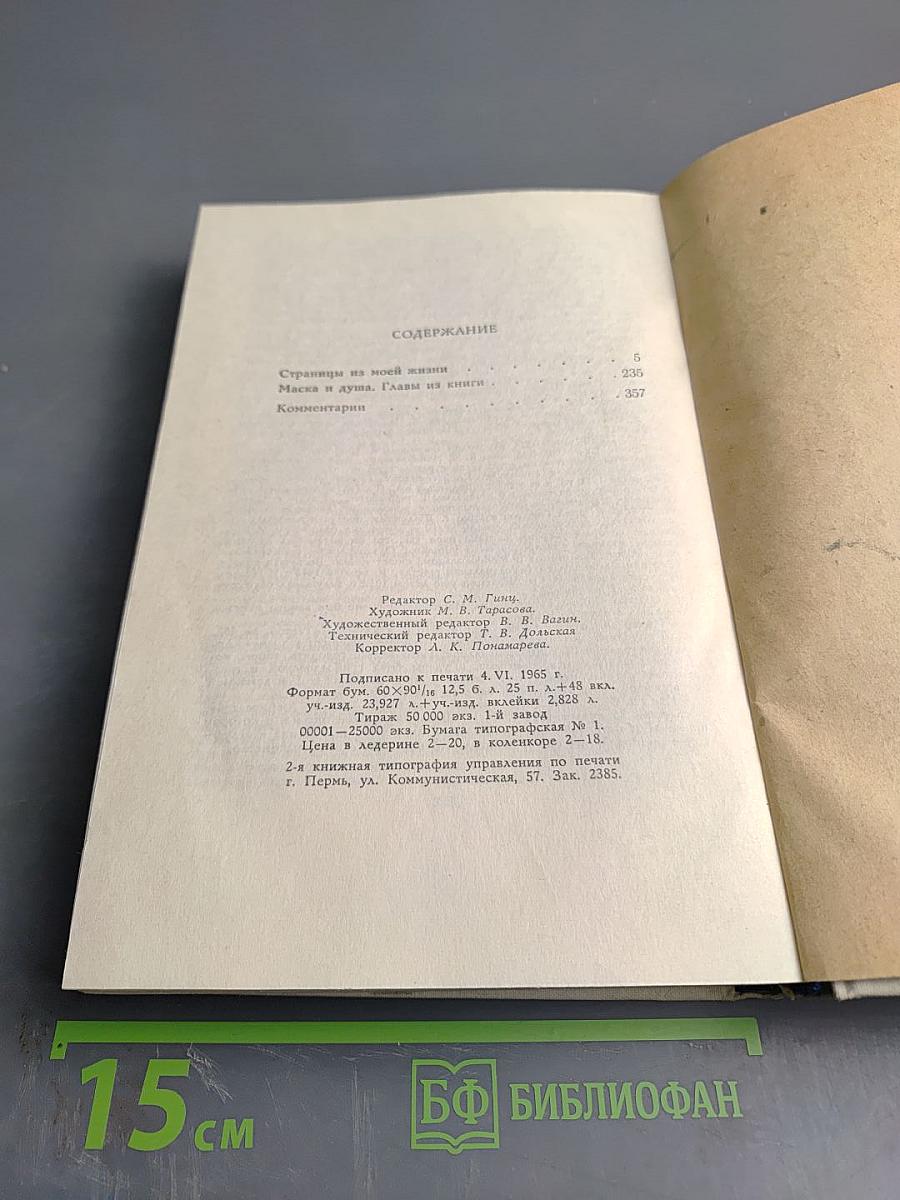 СОДЕРЖАНИЕ
Страницы из моей жизни . . . . . . . 5
Маска и душа. Главы из книги . . . . . . 235
Комментарии . . . . . . . . . . 357
Редактор С. М. Гинц.
Художник М. В. Тарасова.
Художественный редактор В. В. Вагин.
Технический редактор Т. В. Дольская
Корректор Л. К. Понамарева.
Подписано к печати 4. VI. 1965 г.
Формат бум. 60×90¹/₁₆ 12,5 б. л. 25 п. л.+48 вкл.
уч.-изд. 23,927 л.+уч.-изд. вклейки 2,828 л.
Тираж 50 000 экз. 1-й завод
00001—25000 экз. Бумага типографская № 1.
Цена в ледерине 2—20, в коленкоре 2—18.
2-я книжная типография управления по печати
г. Пермь, ул. Коммунистическая, 57. Зак. 2385.
15 см
БФ БИБЛИОФАН